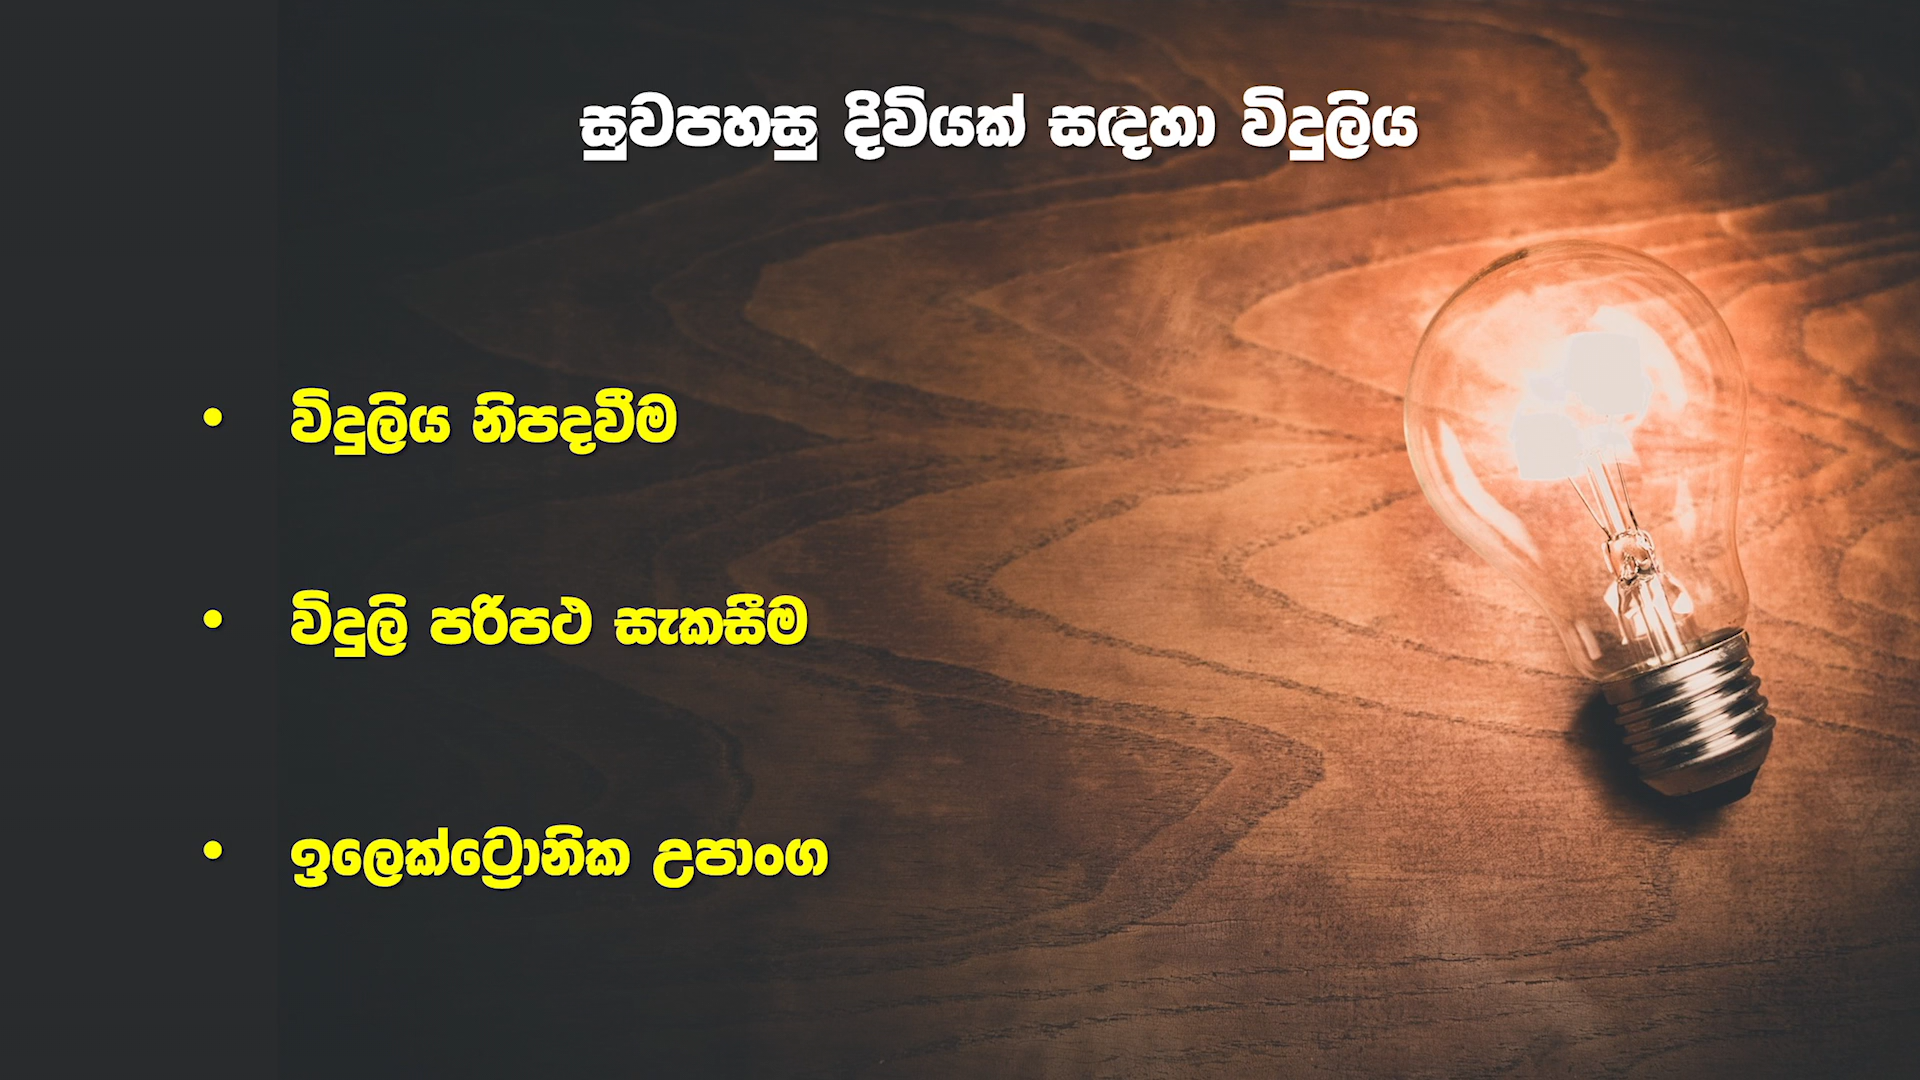 සුවපහසු දිවියක් සඳහා විදුලිය
• විදුලිය නිපදවීම
• විදුලි පරිපථ සැකසීම
• ඉලෙක්ට්‍රොනික උපාංග